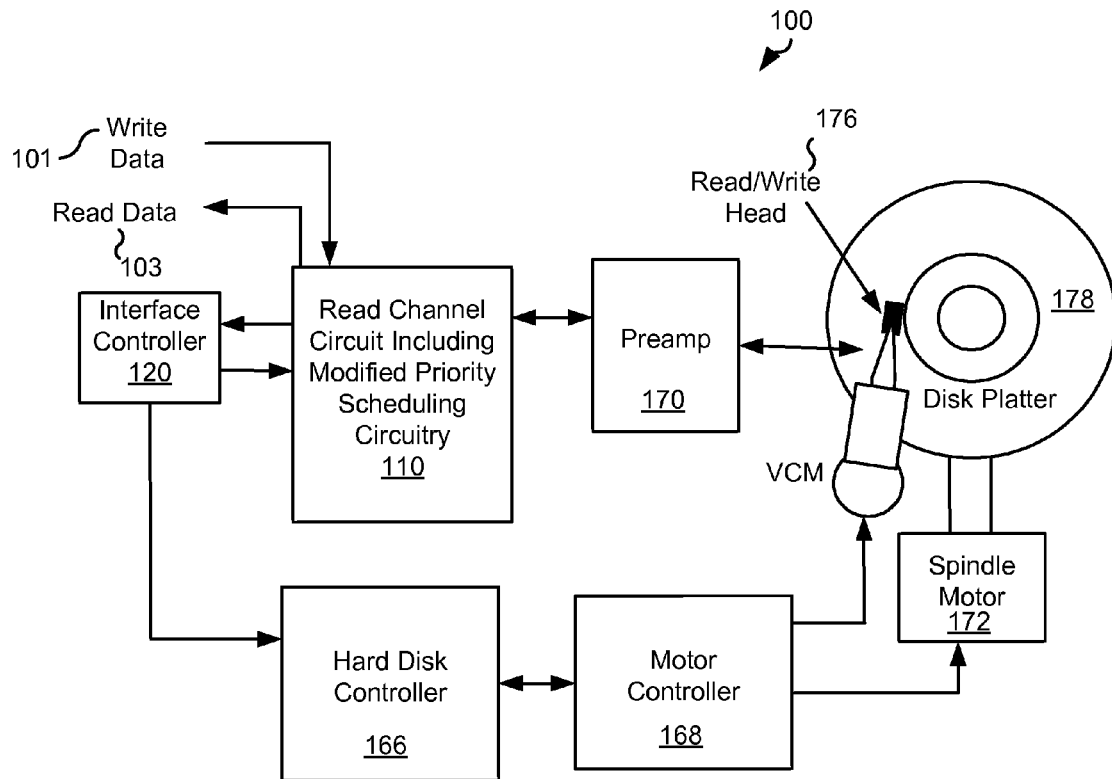 100
Write
Data
101
Read Data
103
176
Read/Write
Head
Interface
Controller
120
Read Channel
Circuit Including
Modified Priority
Scheduling
Circuitry
110
Preamp
170
178
Disk Platter
VCM
Spindle
Motor
172
Hard Disk
Controller
166
Motor
Controller
168